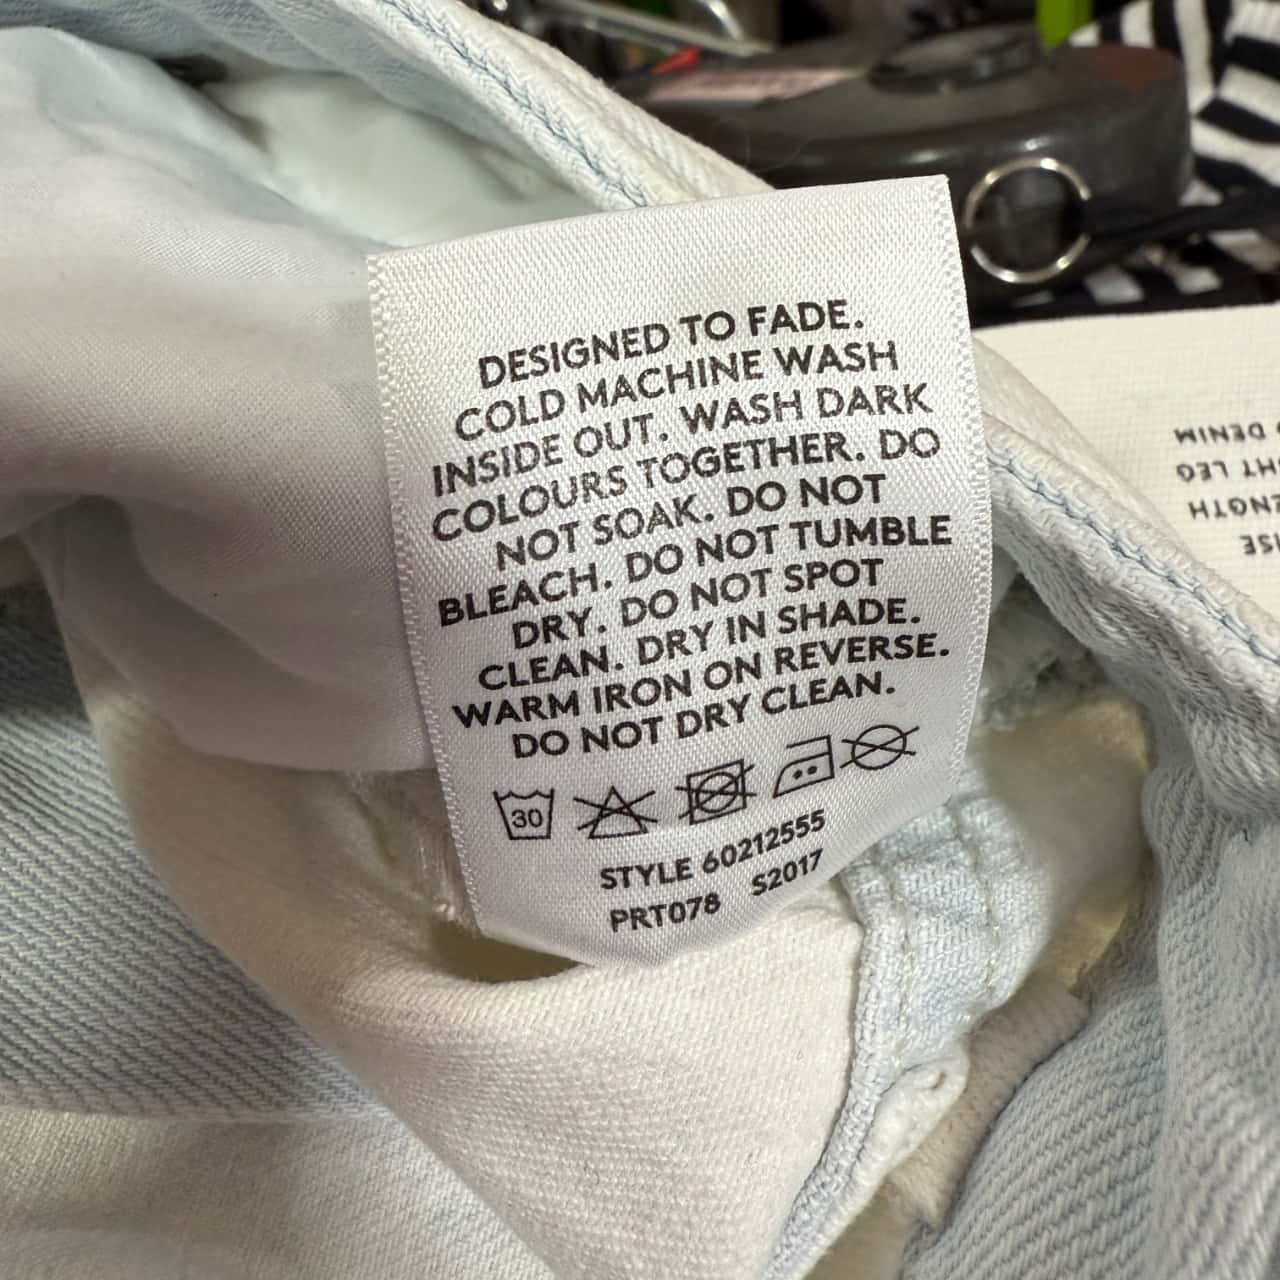 DESIGNED TO FADE.
COLD MACHINE WASH
INSIDE OUT. WASH DARK
COLOURS TOGETHER. DO
NOT SOAK. DO NOT
BLEACH. DO NOT TUMBLE
DRY. DO NOT SPOT
CLEAN. DRY IN SHADE.
WARM IRON ON REVERSE.
DO NOT DRY CLEAN.
30
STYLE 60212555
PRT078 S2017
LEG
DENIM